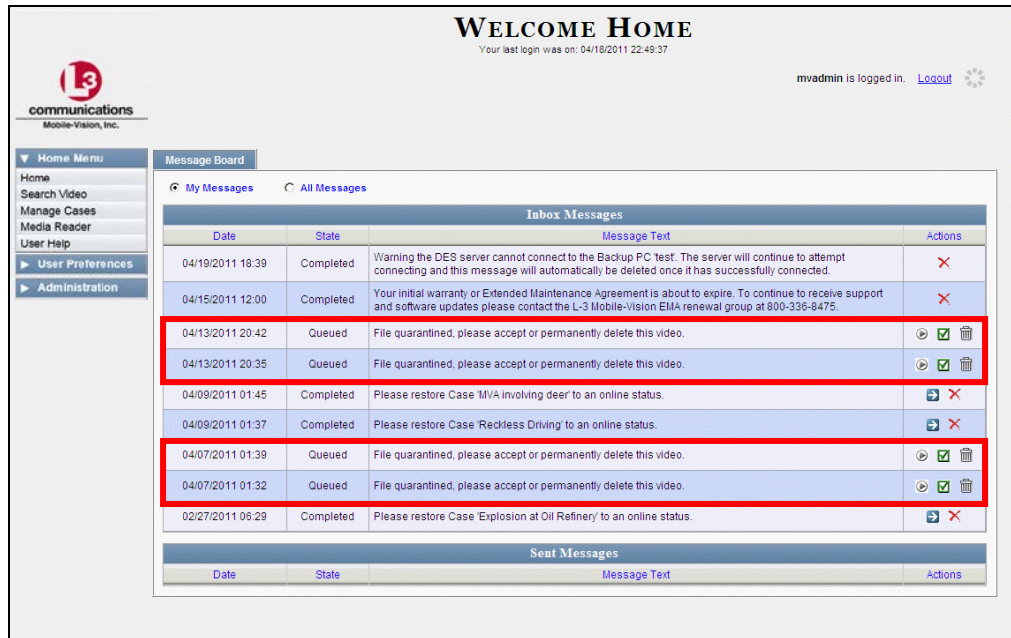 WELCOME HOME
Your last login was on: 04/18/2011 22:49:37
mvadmin is logged in. Logout
L3
communications
Mobile-Vision, Inc.
Home Menu
Home
Search Video
Manage Cases
Media Reader
User Help
User Preferences
Administration
Message Board
My Messages All Messages
Inbox Messages
Date State Message Text Actions
04/19/2011 18:39 Completed Warning the DES server cannot connect to the Backup PC 'test'. The server will continue to attempt
connecting and this message will automatically be deleted once it has successfully connected.
04/15/2011 12:00 Completed Your initial warranty or Extended Maintenance Agreement is about to expire. To continue to receive support
and software updates please contact the L-3 Mobile-Vision EMA renewal group at 800-336-8475.
04/13/2011 20:42 Queued File quarantined, please accept or permanently delete this video.
04/13/2011 20:35 Queued File quarantined, please accept or permanently delete this video.
04/09/2011 01:45 Completed Please restore Case 'MVA involving deer' to an online status.
04/09/2011 01:37 Completed Please restore Case 'Reckless Driving' to an online status.
04/07/2011 01:39 Queued File quarantined, please accept or permanently delete this video.
04/07/2011 01:32 Queued File quarantined, please accept or permanently delete this video.
02/27/2011 06:29 Completed Please restore Case 'Explosion at Oil Refinery' to an online status.
Sent Messages
Date State Message Text Actions